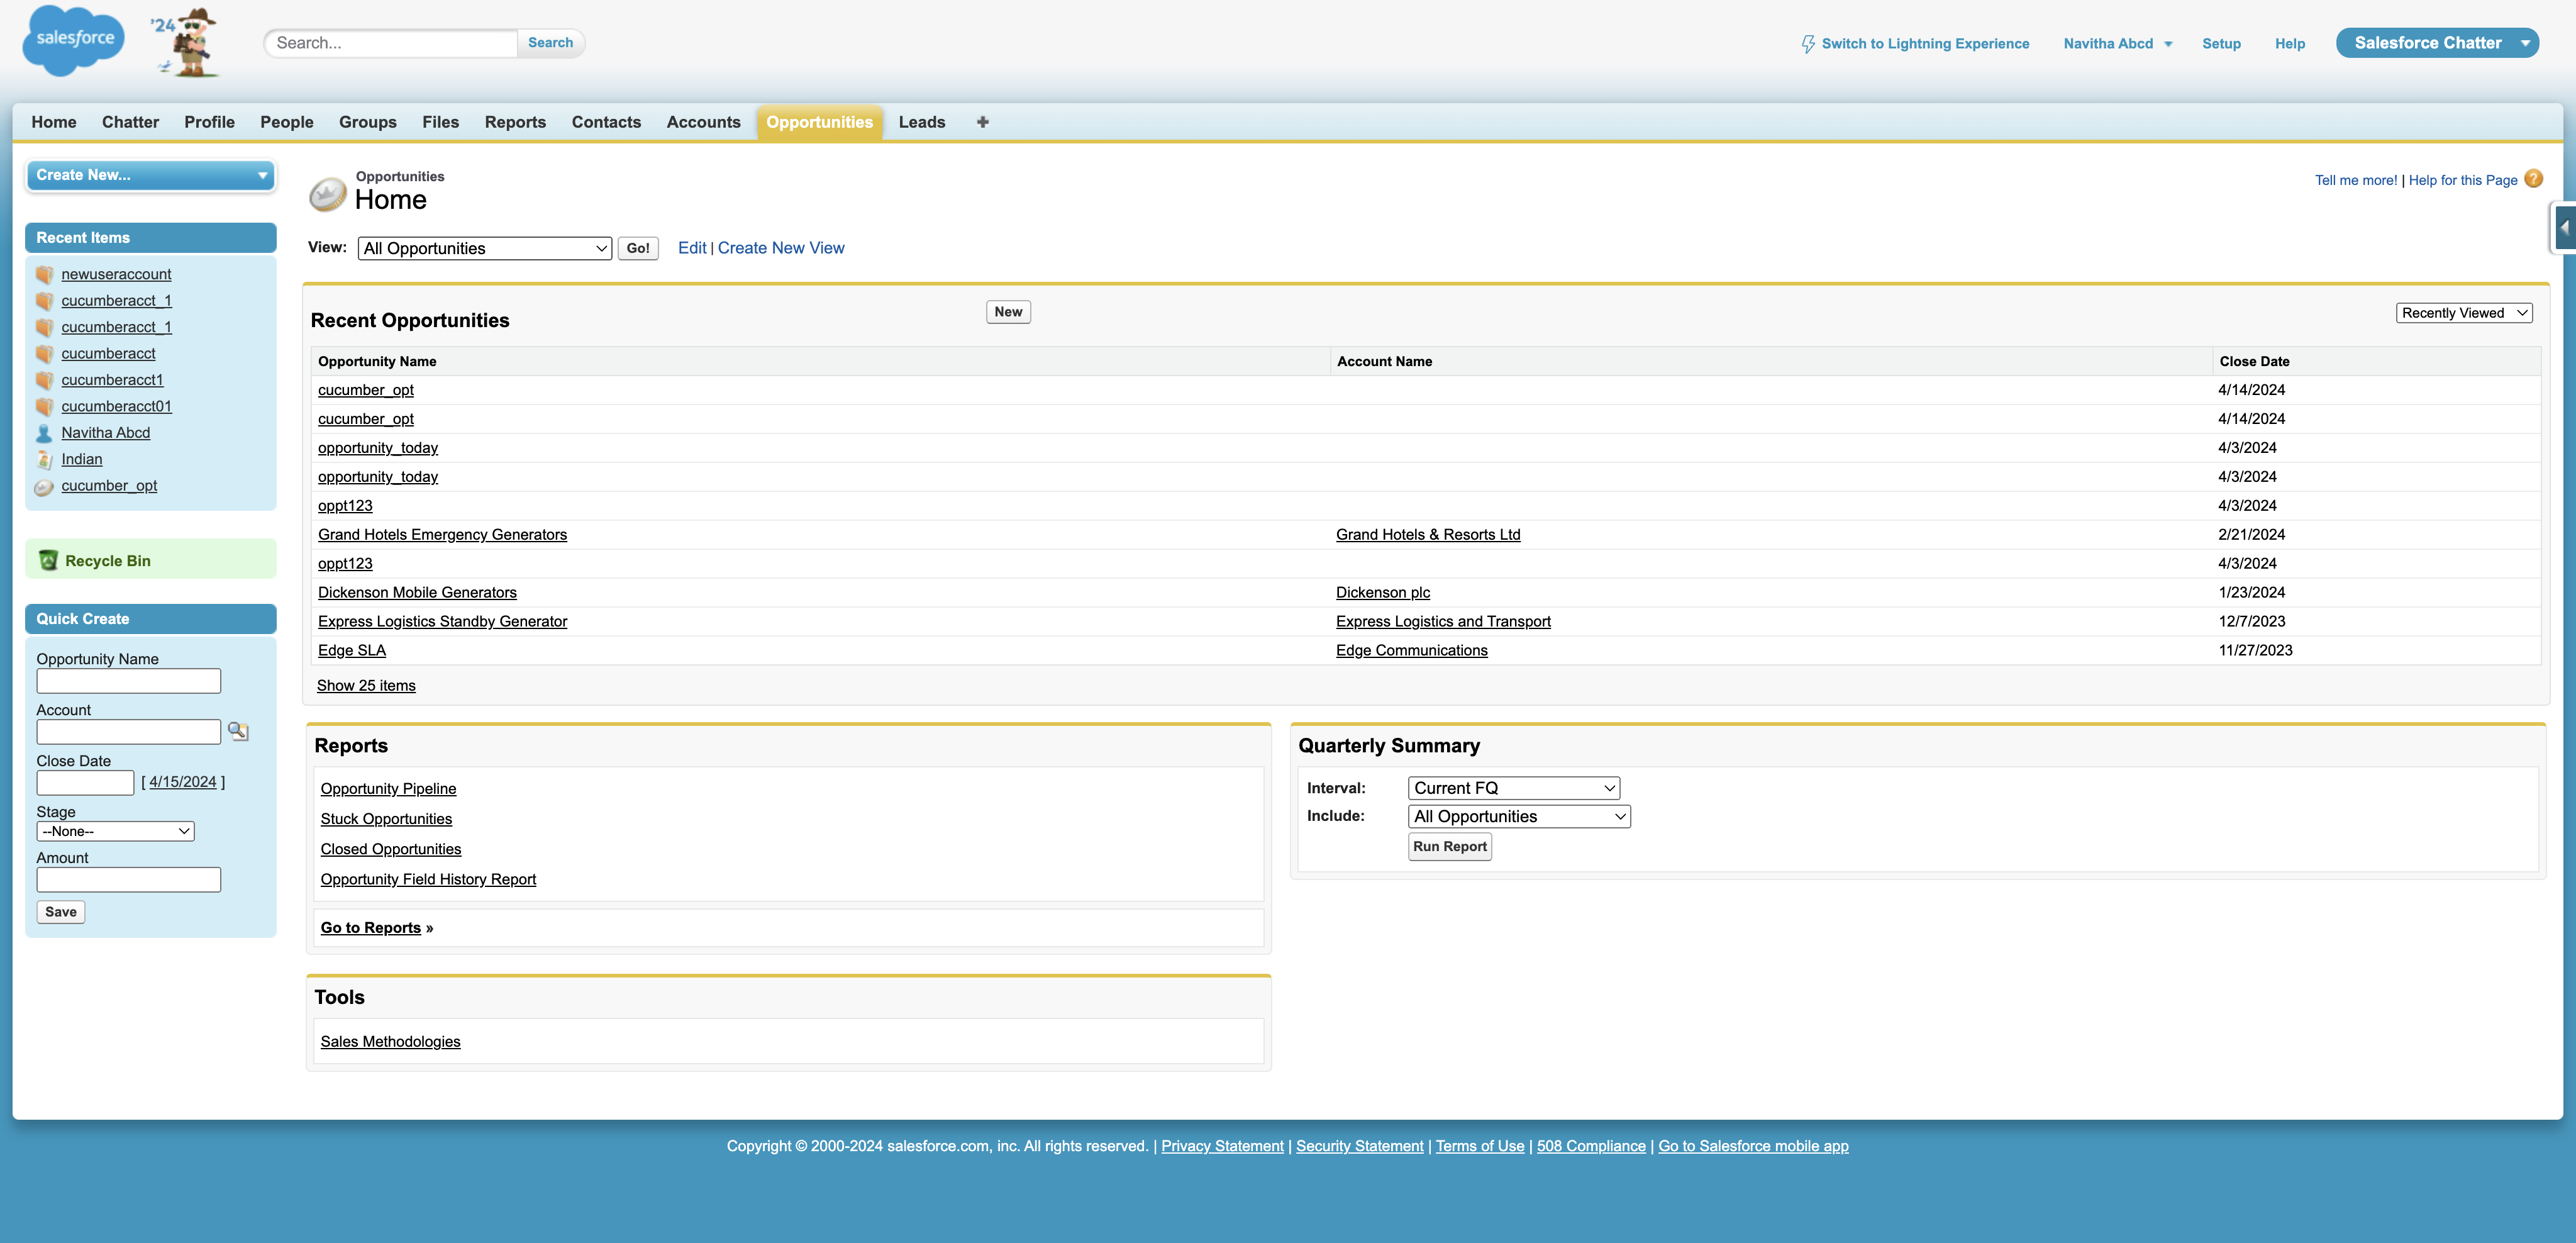 salesforce
'24
Search...
Search
Switch to Lightning Experience
Navitha Abcd
Setup
Help
Salesforce Chatter
Home Chatter Profile People Groups Files Reports Contacts Accounts Opportunities Leads +
Create New...
Recent Items
newuseraccount
cucumberacct_1
cucumberacct_1
cucumberacct
cucumberacct1
cucumberacct01
Navitha Abcd
Indian
cucumber_opt
Recycle Bin
Quick Create
Opportunity Name
Account
Close Date
[ 4/15/2024 ]
Stage
--None--
Amount
Save
Opportunities
Home
Tell me more! | Help for this Page ?
View: All Opportunities Go! Edit | Create New View
Recent Opportunities
New
Recently Viewed
Opportunity Name Account Name Close Date
cucumber_opt 4/14/2024
cucumber_opt 4/14/2024
opportunity_today 4/3/2024
opportunity_today 4/3/2024
oppt123 4/3/2024
Grand Hotels Emergency Generators Grand Hotels & Resorts Ltd 2/21/2024
oppt123 4/3/2024
Dickenson Mobile Generators Dickenson plc 1/23/2024
Express Logistics Standby Generator Express Logistics and Transport 12/7/2023
Edge SLA Edge Communications 11/27/2023
Show 25 items
Reports
Opportunity Pipeline
Stuck Opportunities
Closed Opportunities
Opportunity Field History Report
Go to Reports »
Quarterly Summary
Interval: Current FQ
Include: All Opportunities
Run Report
Tools
Sales Methodologies
Copyright © 2000-2024 salesforce.com, inc. All rights reserved. | Privacy Statement | Security Statement | Terms of Use | 508 Compliance | Go to Salesforce mobile app